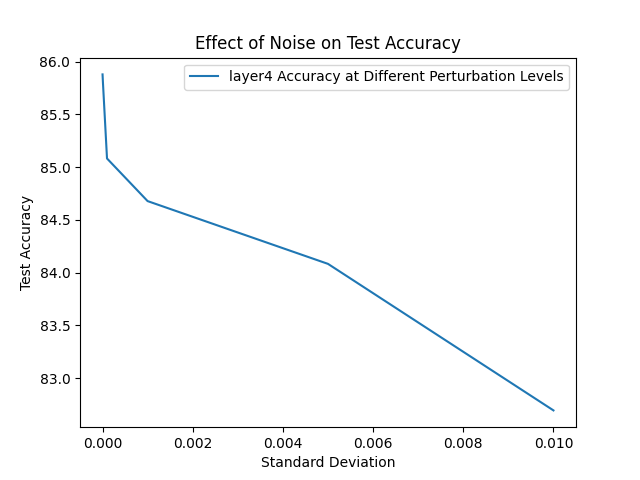 Effect of Noise on Test Accuracy
layer4 Accuracy at Different Perturbation Levels
Test Accuracy
86.0
85.5
85.0
84.5
84.0
83.5
83.0
0.000 0.002 0.004 0.006 0.008 0.010
Standard Deviation